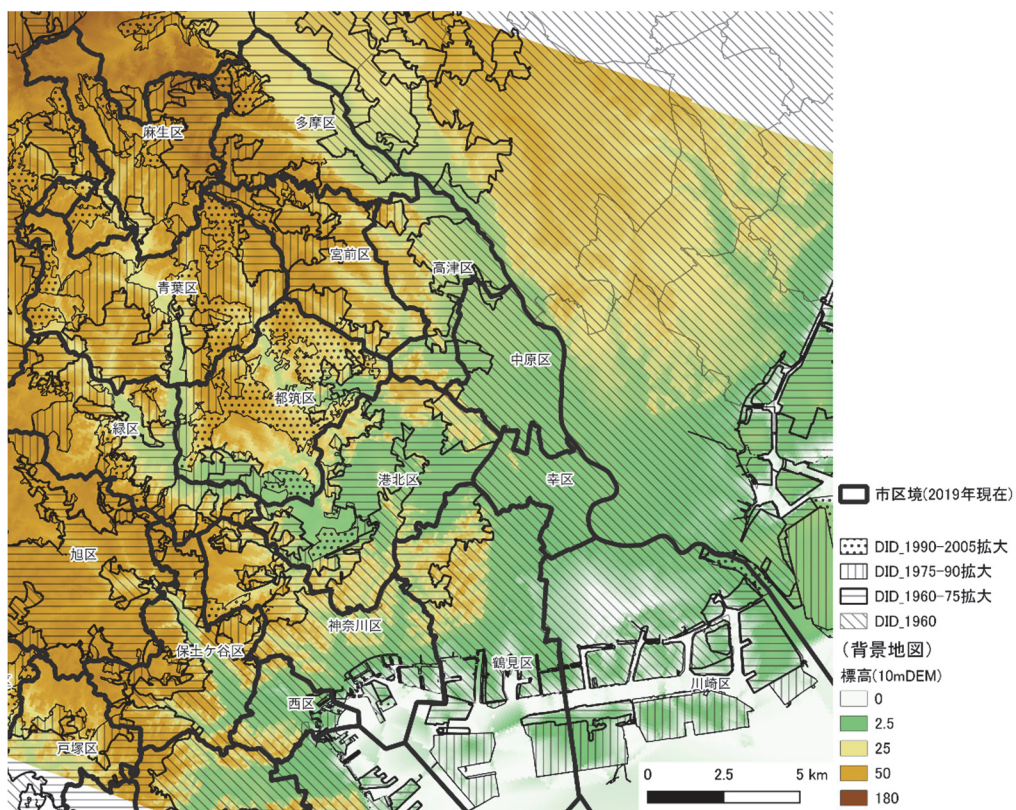 多摩区
麻生区
宮前区
高津区
青葉区
中原区
都筑区
緑区
港北区
幸区
旭区
神奈川区
保土ケ谷区
鶴見区
川崎区
西区
戸塚区
市区境(2019年現在)
DID_1990-2005拡大
DID_1975-90拡大
DID_1960-75拡大
DID_1960
(背景地図)
標高(10mDEM)
0
2.5
25
50
180
0 2.5 5 km